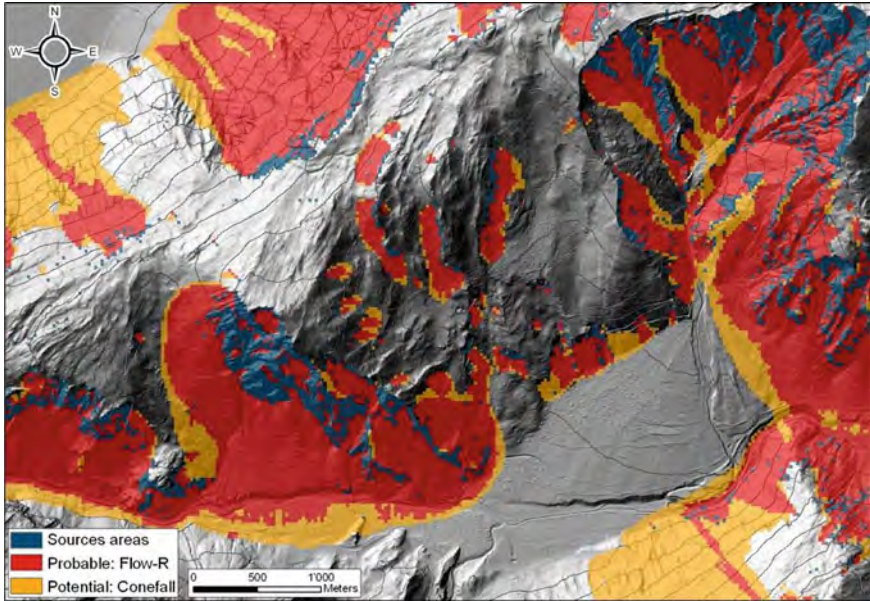 N
W E
S
Sources areas
Probable: Flow-R
Potential: Conefall
0 500 1'000
Meters